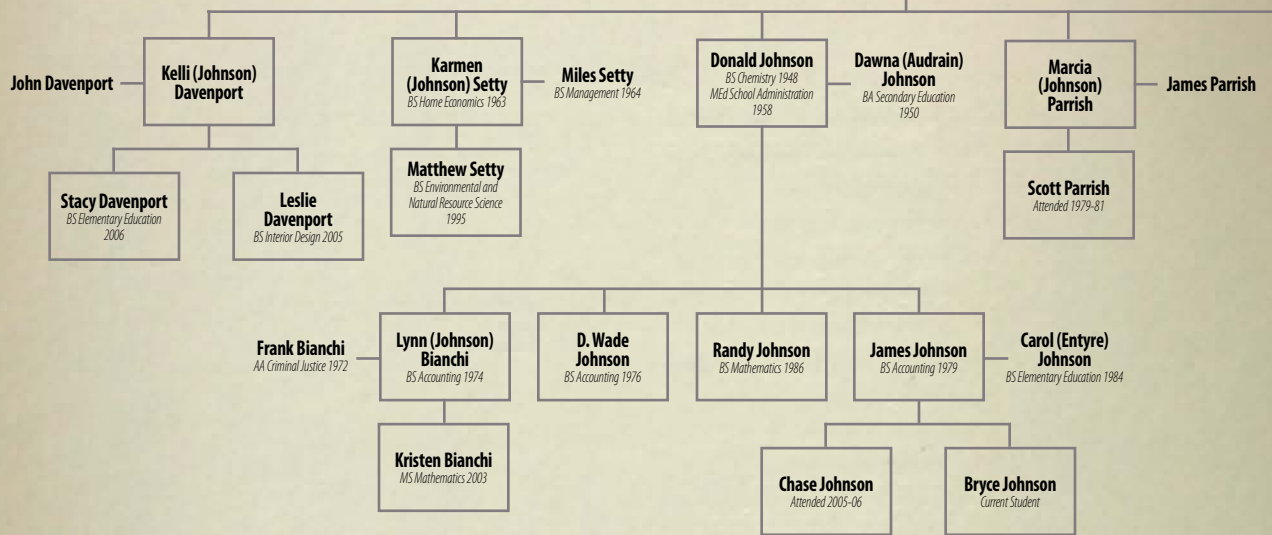 John Davenport
Kelli (Johnson)
Davenport
Karmen
(Johnson) Setty
BS Home Economics 1963
Miles Setty
BS Management 1964
Donald Johnson
BS Chemistry 1948
MEd School Administration
1958
Dawna (Audrain)
Johnson
BA Secondary Education
1950
Marcia
(Johnson)
Parrish
James Parrish
Stacy Davenport
BS Elementary Education
2006
Leslie
Davenport
BS Interior Design 2005
Matthew Setty
BS Environmental and
Natural Resource Science
1995
Scott Parrish
Attended 1979-81
Frank Bianchi
AA Criminal Justice 1972
Lynn (Johnson)
Bianchi
BS Accounting 1974
D. Wade
Johnson
BS Accounting 1976
Randy Johnson
BS Mathematics 1986
James Johnson
BS Accounting 1979
Carol (Entyre)
Johnson
BS Elementary Education 1984
Kristen Bianchi
MS Mathematics 2003
Chase Johnson
Attended 2005-06
Bryce Johnson
Current Student